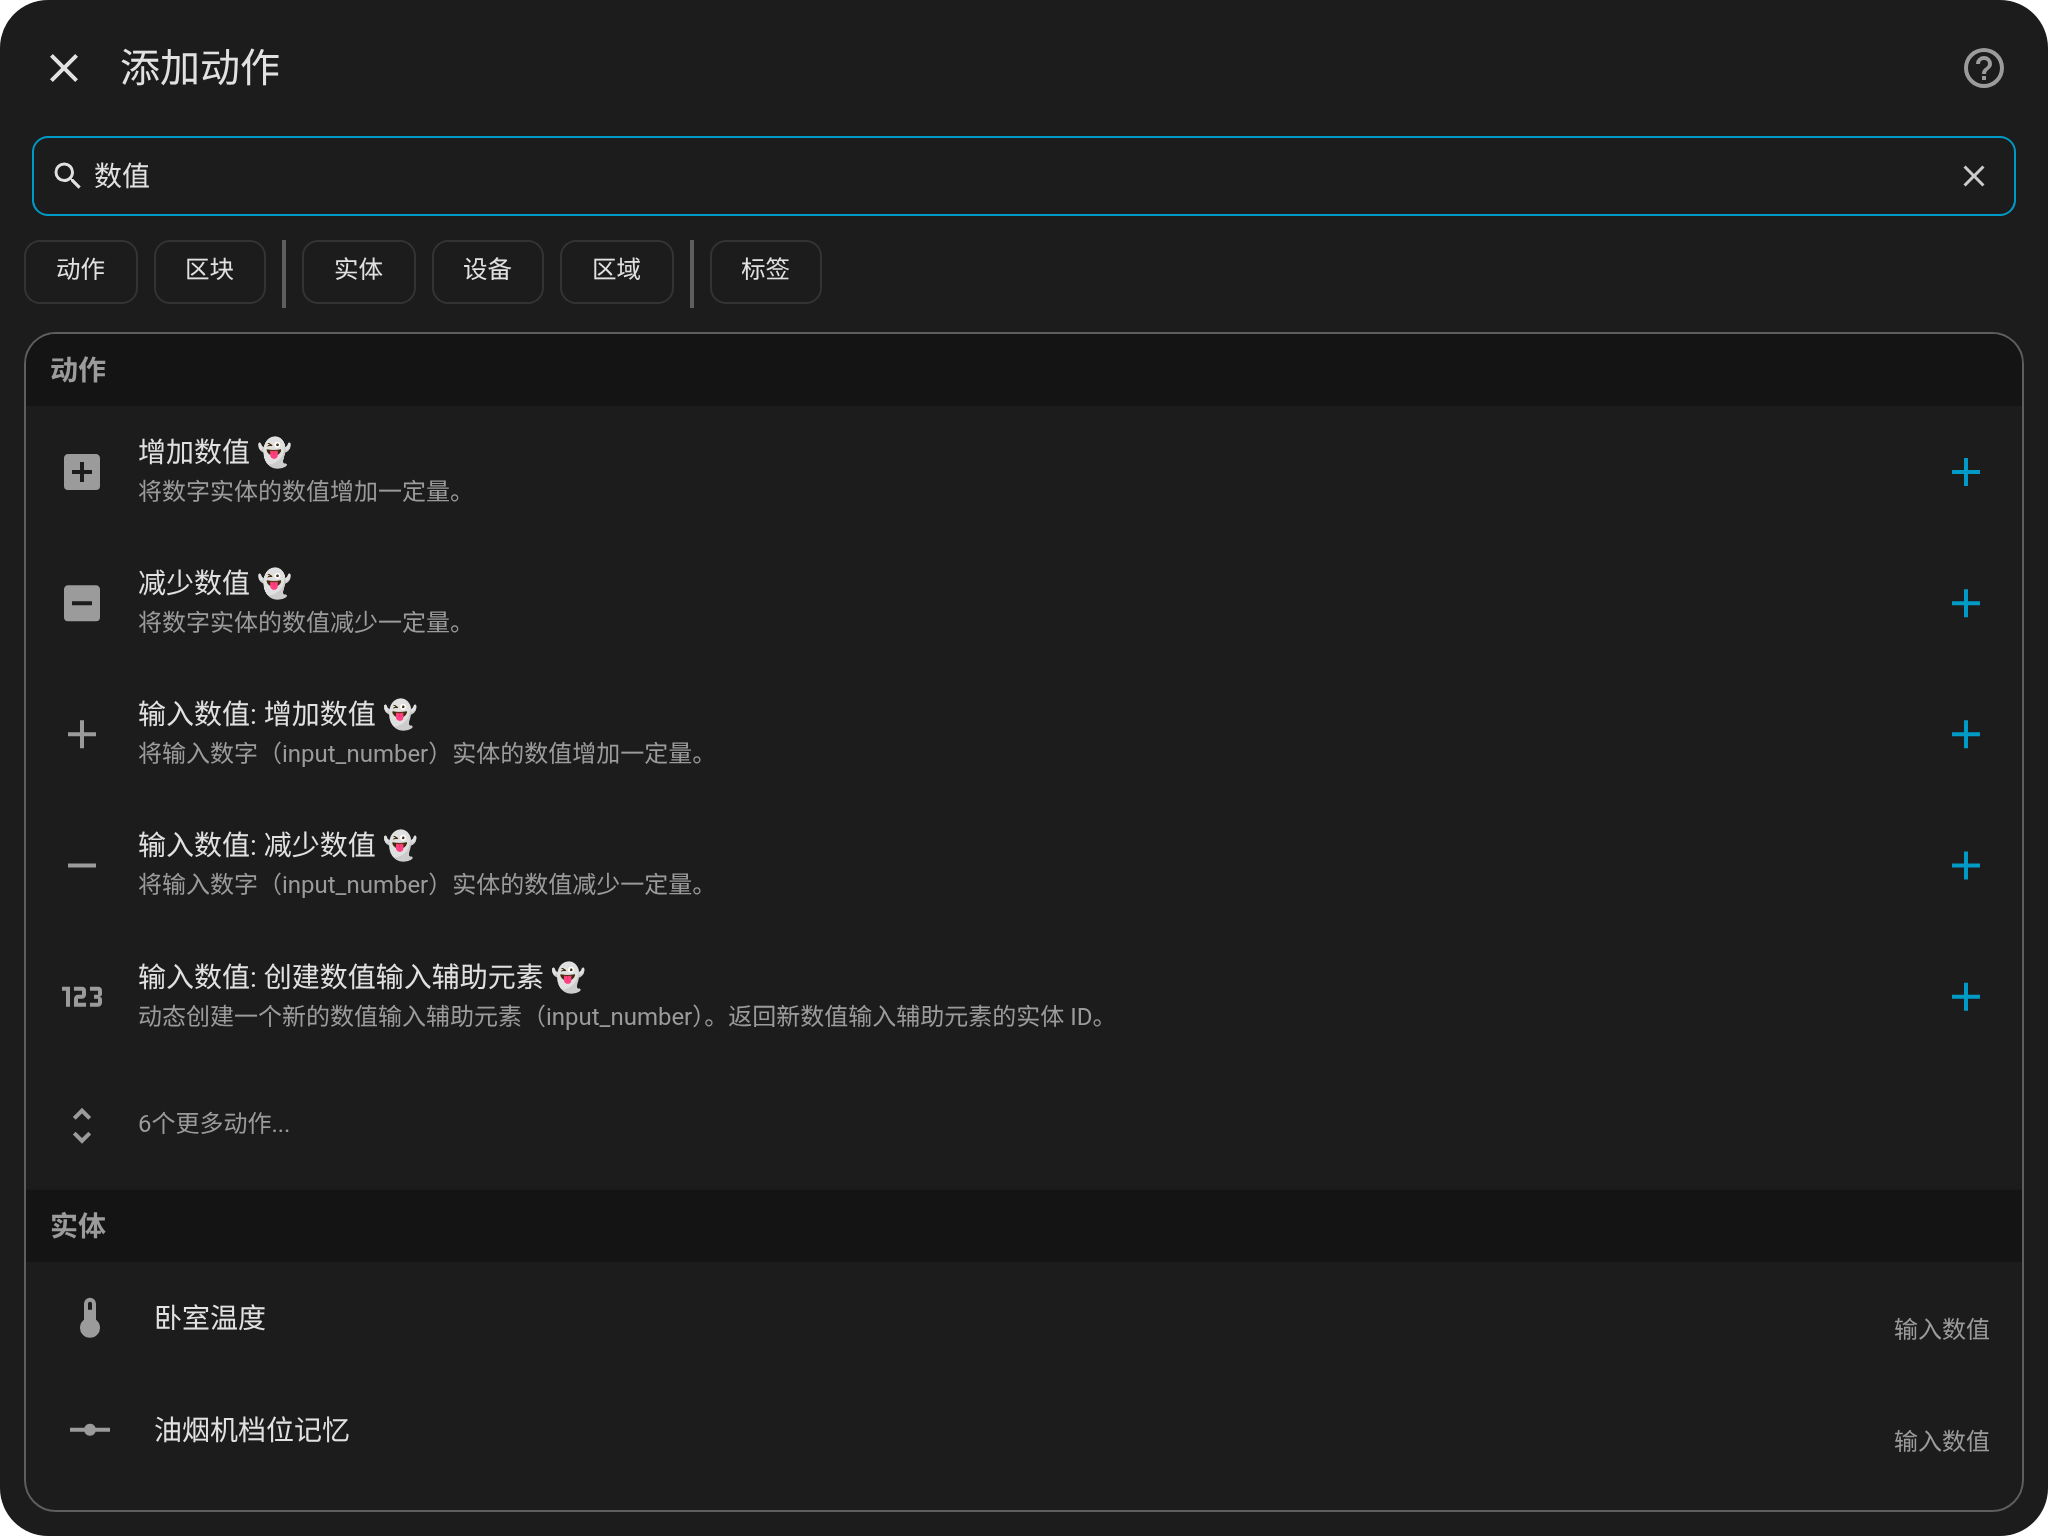 添加动作
数值
动作 区块 实体 设备 区域 标签
动作
增加数值 👻
将数字实体的数值增加一定量。
减少数值 👻
将数字实体的数值减少一定量。
输入数值: 增加数值 👻
将输入数字（input_number）实体的数值增加一定量。
输入数值: 减少数值 👻
将输入数字（input_number）实体的数值减少一定量。
123
输入数值: 创建数值输入辅助元素 👻
动态创建一个新的数值输入辅助元素（input_number）。返回新数值输入辅助元素的实体 ID。
6个更多动作...
实体
卧室温度
输入数值
油烟机档位记忆
输入数值